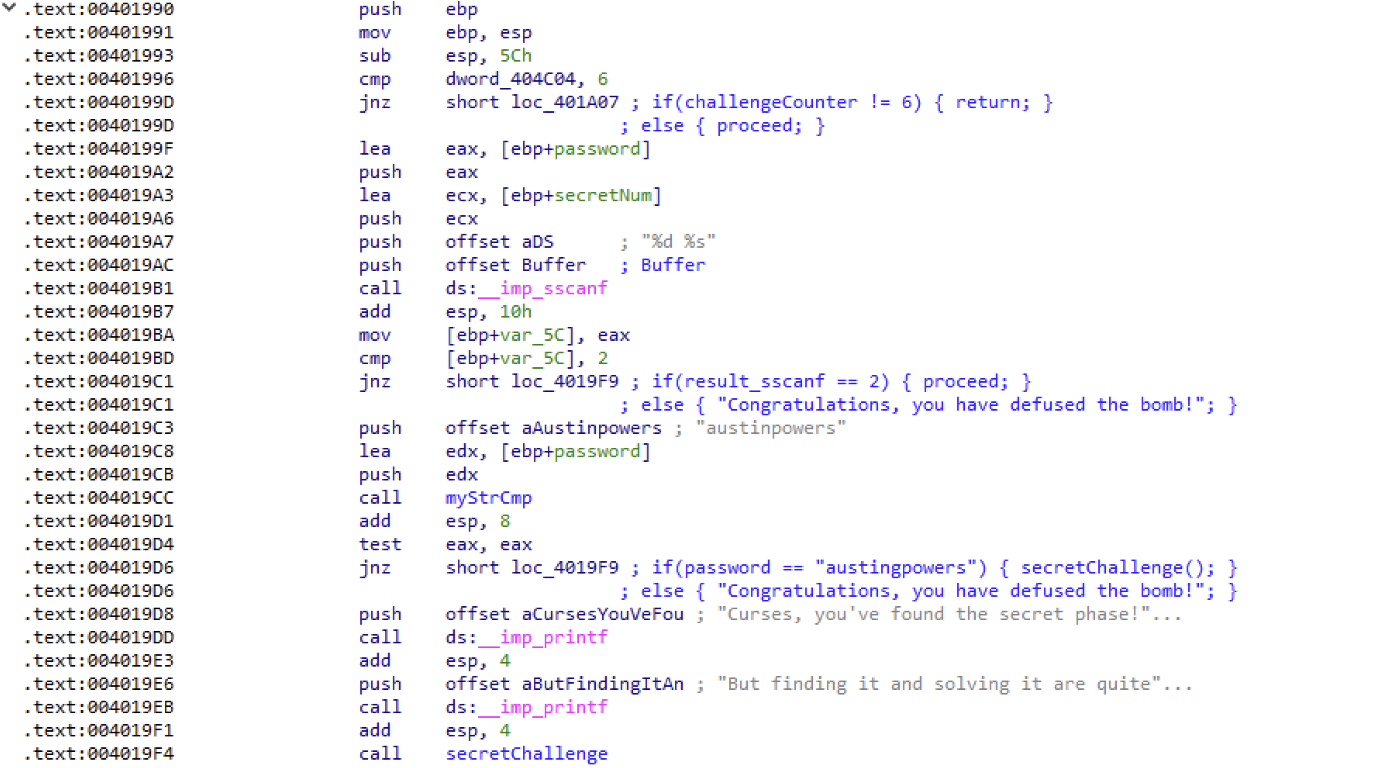 .text:00401990 push ebp
.text:00401991 mov ebp, esp
.text:00401993 sub esp, 5Ch
.text:00401996 cmp dword_404C04, 6
.text:0040199D jnz short loc_401A07 ; if(challengeCounter != 6) { return; }
.text:0040199D ; else { proceed; }
.text:0040199F lea eax, [ebp+password]
.text:004019A2 push eax
.text:004019A3 lea ecx, [ebp+secretNum]
.text:004019A6 push ecx
.text:004019A7 push offset aDS ; "%d %s"
.text:004019AC push offset Buffer ; Buffer
.text:004019B1 call ds:__imp_sscanf
.text:004019B7 add esp, 10h
.text:004019BA mov [ebp+var_5C], eax
.text:004019BD cmp [ebp+var_5C], 2
.text:004019C1 jnz short loc_4019F9 ; if(result_sscanf == 2) { proceed; }
.text:004019C1 ; else { "Congratulations, you have defused the bomb!"; }
.text:004019C3 push offset aAustinpowers ; "austinpowers"
.text:004019C8 lea edx, [ebp+password]
.text:004019CB push edx
.text:004019CC call myStrCmp
.text:004019D1 add esp, 8
.text:004019D4 test eax, eax
.text:004019D6 jnz short loc_4019F9 ; if(password == "austingpowers") { secretChallenge(); }
.text:004019D6 ; else { "Congratulations, you have defused the bomb!"; }
.text:004019D8 push offset aCursesYouVeFou ; "Curses, you've found the secret phase!"...
.text:004019DD call ds:__imp_printf
.text:004019E3 add esp, 4
.text:004019E6 push offset aButFindingItAn ; "But finding it and solving it are quite"...
.text:004019EB call ds:__imp_printf
.text:004019F1 add esp, 4
.text:004019F4 call secretChallenge